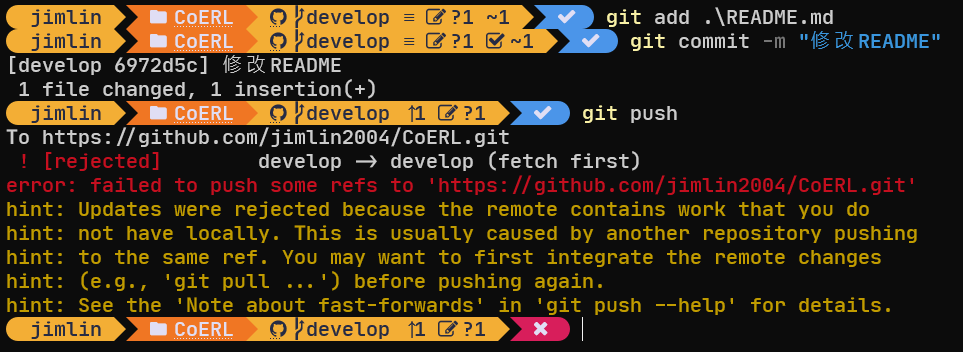 jimlin CoERL develop ≡ ?1 ~1 git add .\README.md
jimlin CoERL develop ≡ ?1 ~1 git commit -m "修改README"
[develop 6972d5c] 修改README
1 file changed, 1 insertion(+)
jimlin CoERL develop ↑1 ?1 git push
To https://github.com/jimlin2004/CoERL.git
! [rejected] develop -> develop (fetch first)
error: failed to push some refs to 'https://github.com/jimlin2004/CoERL.git'
hint: Updates were rejected because the remote contains work that you do
hint: not have locally. This is usually caused by another repository pushing
hint: to the same ref. You may want to first integrate the remote changes
hint: (e.g., 'git pull ...') before pushing again.
hint: See the 'Note about fast-forwards' in 'git push --help' for details.
jimlin CoERL develop ↑1 ?1